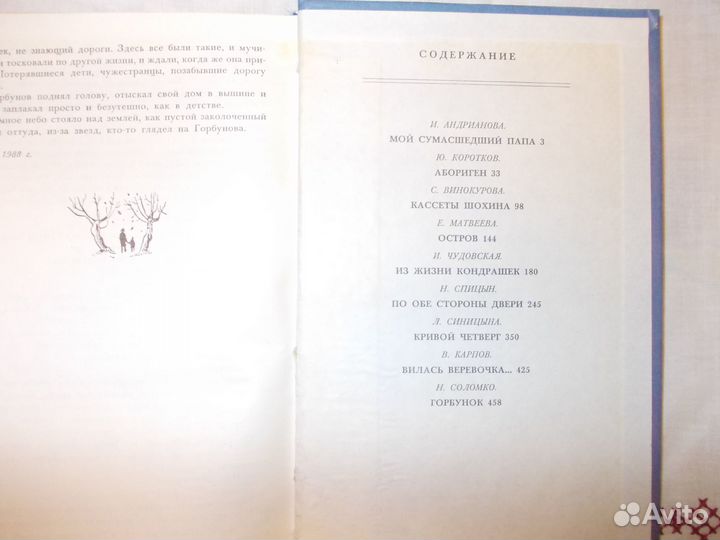 ек, не знающий дороги. Здесь все были такие, и мучи-
и тосковали по другой жизни, и ждали, когда же она при-
Потерявшиеся дети, чужестранцы, позабывшие дорогу
рбунов поднял голову, отыскал свой дом в вышине и
заплакал просто и безутешно, как в детстве.
мное небо стояло над землей, как пустой заколоченный
оттуда, из-за звезд, кто-то глядел на Горбунова.
1988 г.
СОДЕРЖАНИЕ
И. АНДРИАНОВА.
МОЙ СУМАСШЕДШИЙ ПАПА 3
Ю. КОРОТКОВ.
АБОРИГЕН 33
С. ВИНОКУРОВА.
КАССЕТЫ ШОХИНА 98
Е. МАТВЕЕВА.
ОСТРОВ 144
И. ЧУДОВСКАЯ.
ИЗ ЖИЗНИ КОНДРАШЕК 180
Н. СПИЦЫН.
ПО ОБЕ СТОРОНЫ ДВЕРИ 245
Л. СИНИЦЫНА.
КРИВОЙ ЧЕТВЕРГ 350
В. КАРПОВ.
ВИЛАСЬ ВЕРЕВОЧКА... 425
Н. СОЛОМКО.
ГОРБУНОК 458
Avito